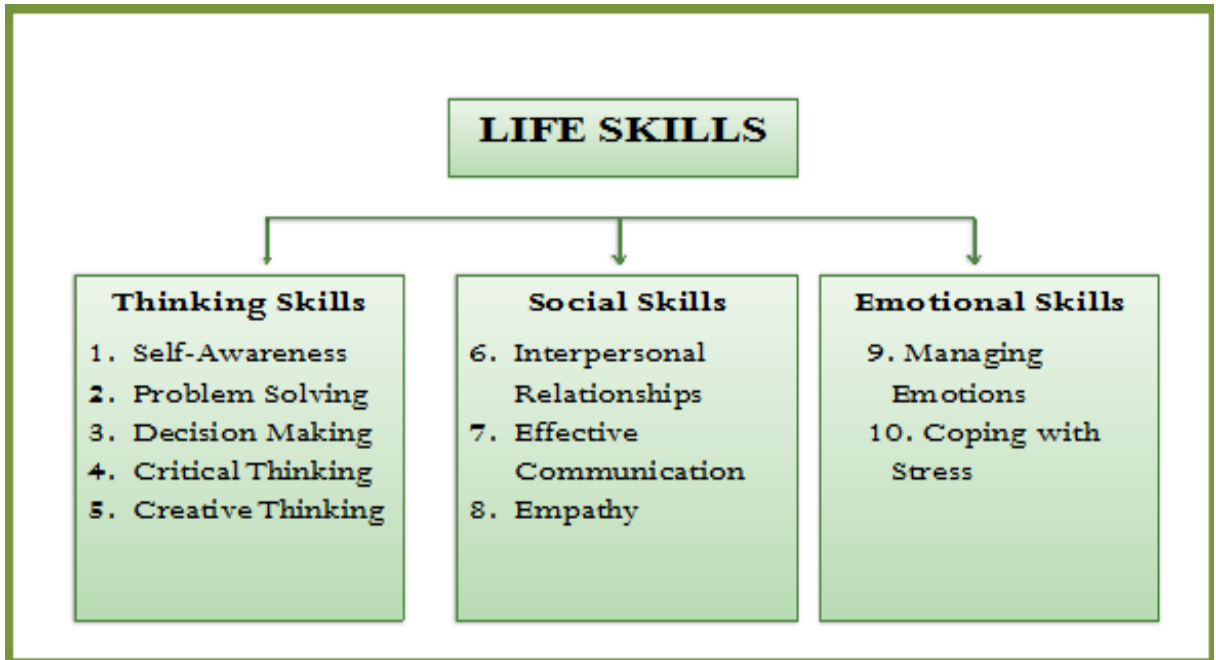 LIFE SKILLS
Thinking Skills
1. Self-Awareness
2. Problem Solving
3. Decision Making
4. Critical Thinking
5. Creative Thinking
Social Skills
6. Interpersonal
Relationships
7. Effective
Communication
8. Empathy
Emotional Skills
9. Managing
Emotions
10. Coping with
Stress